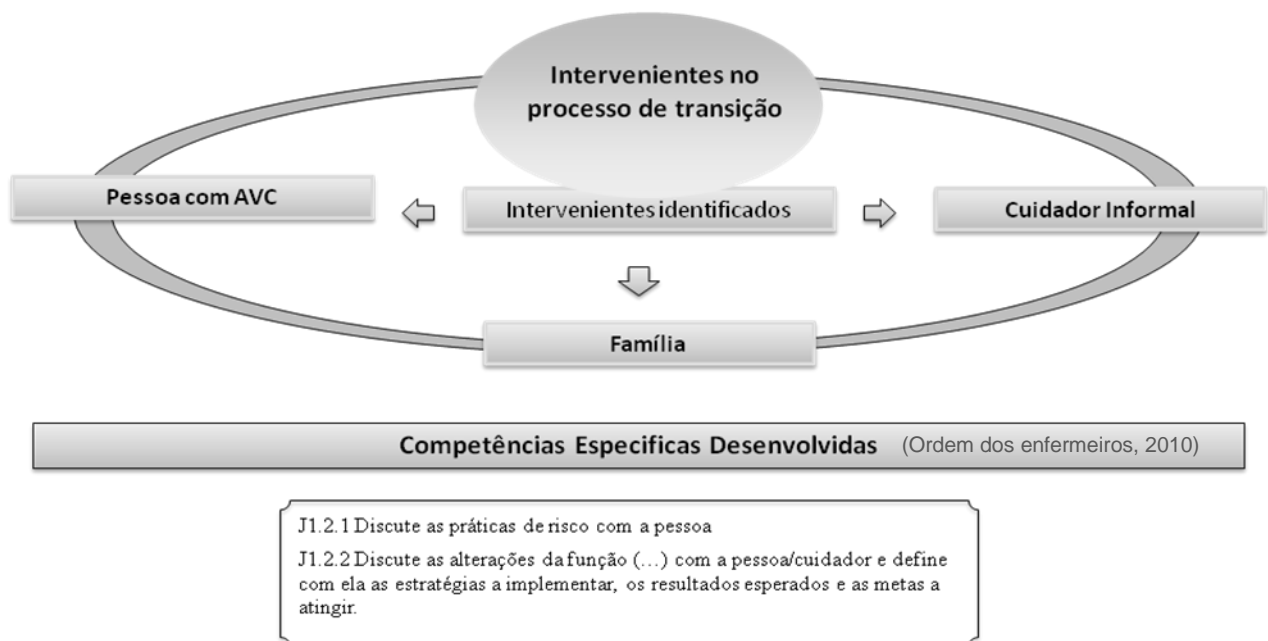 Intervenientes no
processo de transição
Pessoa com AVC
Intervenientes identificados
Cuidador Informal
Família
Competências Especificas Desenvolvidas (Ordem dos enfermeiros, 2010)
J1.2.1 Discute as práticas de risco com a pessoa
J1.2.2 Discute as alterações da função (...) com a pessoa/cuidador e define
com ela as estratégias a implementar, os resultados esperados e as metas a
atingir.